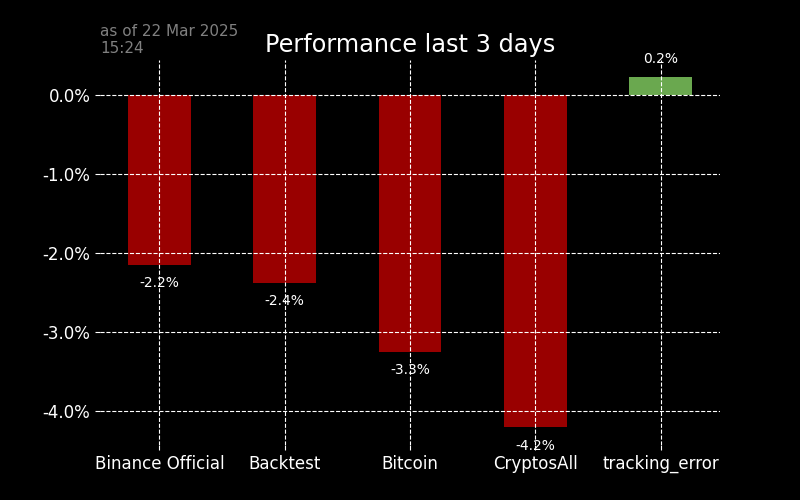 as of 22 Mar 2025
15:24
Performance last 3 days
0.2%
0.0%
-1.0%
-2.0%
-2.2%
-2.4%
-3.0%
-3.3%
-4.0%
-4.2%
Binance Official
Backtest
Bitcoin
CryptosAll
tracking_error